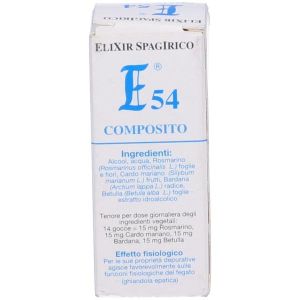 ELIXIR SPAGIRICO
E® 54
COMPOSITO
Ingredienti:
Alcool, acqua, Rosmarino
(Rosmarinus officinalis L.) foglie
e fiori, Cardo mariano (Silybum
marianum L.) frutti, Bardana
(Arctium lappa L.) radice,
Betulla (Betula alba L.) foglie
estratto idroalcolico
Tenore per dose giornaliera degli
ingredienti vegetali:
14 gocce = 15 mg Rosmarino,
15 mg Cardo mariano, 15 mg
Bardana, 15 mg Betulla
Effetto fisiologico
Per le sue proprietà depurative
agisce favorevolmente sulle
funzioni fisiologiche del fegato
(ghiandola epatica)